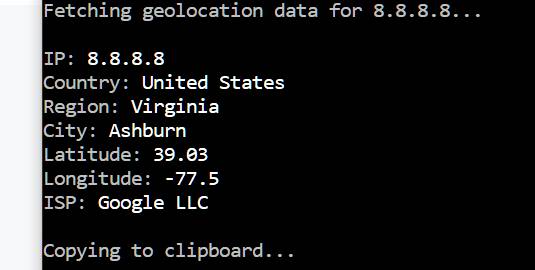 Fetching geolocation data for 8.8.8.8...
IP: 8.8.8.8
Country: United States
Region: Virginia
City: Ashburn
Latitude: 39.03
Longitude: -77.5
ISP: Google LLC
Copying to clipboard...